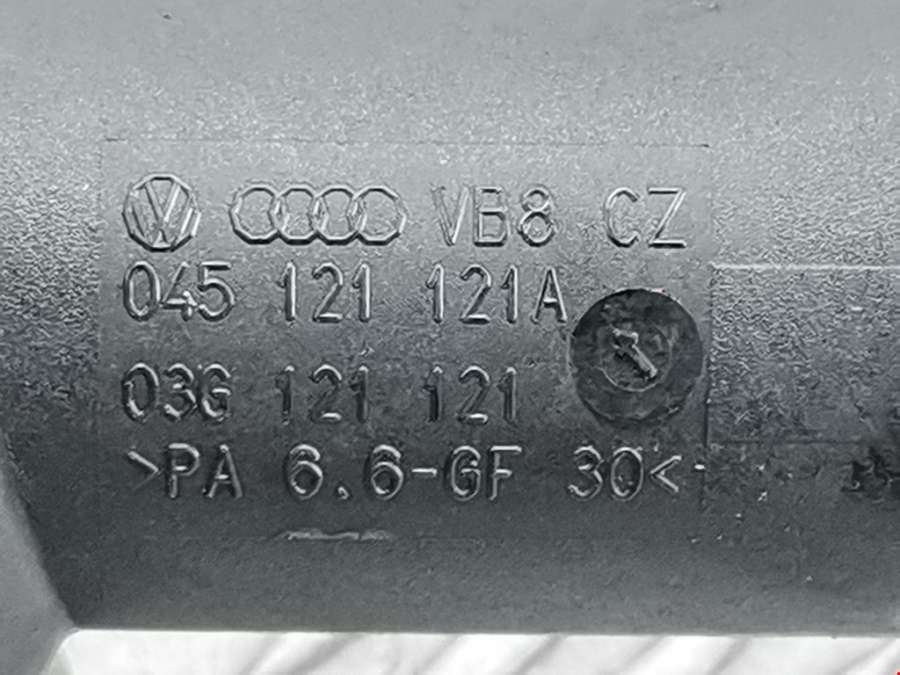 VB8 CZ
045 121 121A
03G 121 121
>PA 6.6-GF 30<